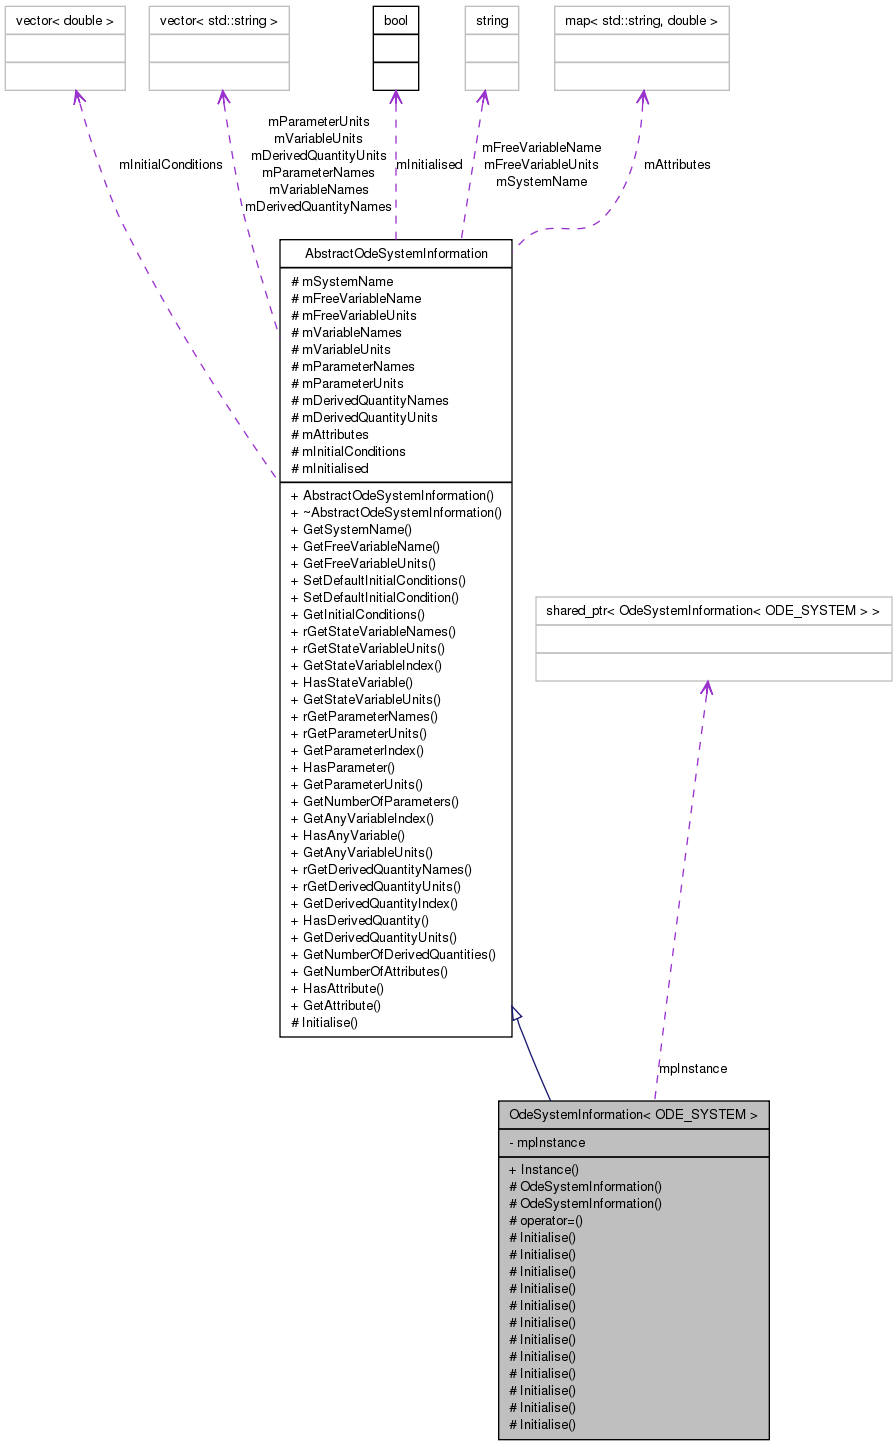 vector< double >
vector< std::string >
bool
string
map< std::string, double >
mInitialConditions
mParameterUnits
mVariableUnits
mDerivedQuantityUnits
mParameterNames
mVariableNames
mDerivedQuantityNames
mInitialised
mFreeVariableName
mFreeVariableUnits
mSystemName
mAttributes
AbstractOdeSystemInformation
# mSystemName
# mFreeVariableName
# mFreeVariableUnits
# mVariableNames
# mVariableUnits
# mParameterNames
# mParameterUnits
# mDerivedQuantityNames
# mDerivedQuantityUnits
# mAttributes
# mInitialConditions
# mInitialised
+ AbstractOdeSystemInformation()
+ ~AbstractOdeSystemInformation()
+ GetSystemName()
+ GetFreeVariableName()
+ GetFreeVariableUnits()
+ SetDefaultInitialConditions()
+ SetDefaultInitialCondition()
+ GetInitialConditions()
+ rGetStateVariableNames()
+ rGetStateVariableUnits()
+ GetStateVariableIndex()
+ HasStateVariable()
+ GetStateVariableUnits()
+ rGetParameterNames()
+ rGetParameterUnits()
+ GetParameterIndex()
+ HasParameter()
+ GetParameterUnits()
+ GetNumberOfParameters()
+ GetAnyVariableIndex()
+ HasAnyVariable()
+ GetAnyVariableUnits()
+ rGetDerivedQuantityNames()
+ rGetDerivedQuantityUnits()
+ GetDerivedQuantityIndex()
+ HasDerivedQuantity()
+ GetDerivedQuantityUnits()
+ GetNumberOfDerivedQuantities()
+ GetNumberOfAttributes()
+ HasAttribute()
+ GetAttribute()
# Initialise()
shared_ptr< OdeSystemInformation< ODE_SYSTEM > >
mpInstance
OdeSystemInformation< ODE_SYSTEM >
- mpInstance
+ Instance()
# OdeSystemInformation()
# OdeSystemInformation()
# operator=()
# Initialise()
# Initialise()
# Initialise()
# Initialise()
# Initialise()
# Initialise()
# Initialise()
# Initialise()
# Initialise()
# Initialise()
# Initialise()
# Initialise()